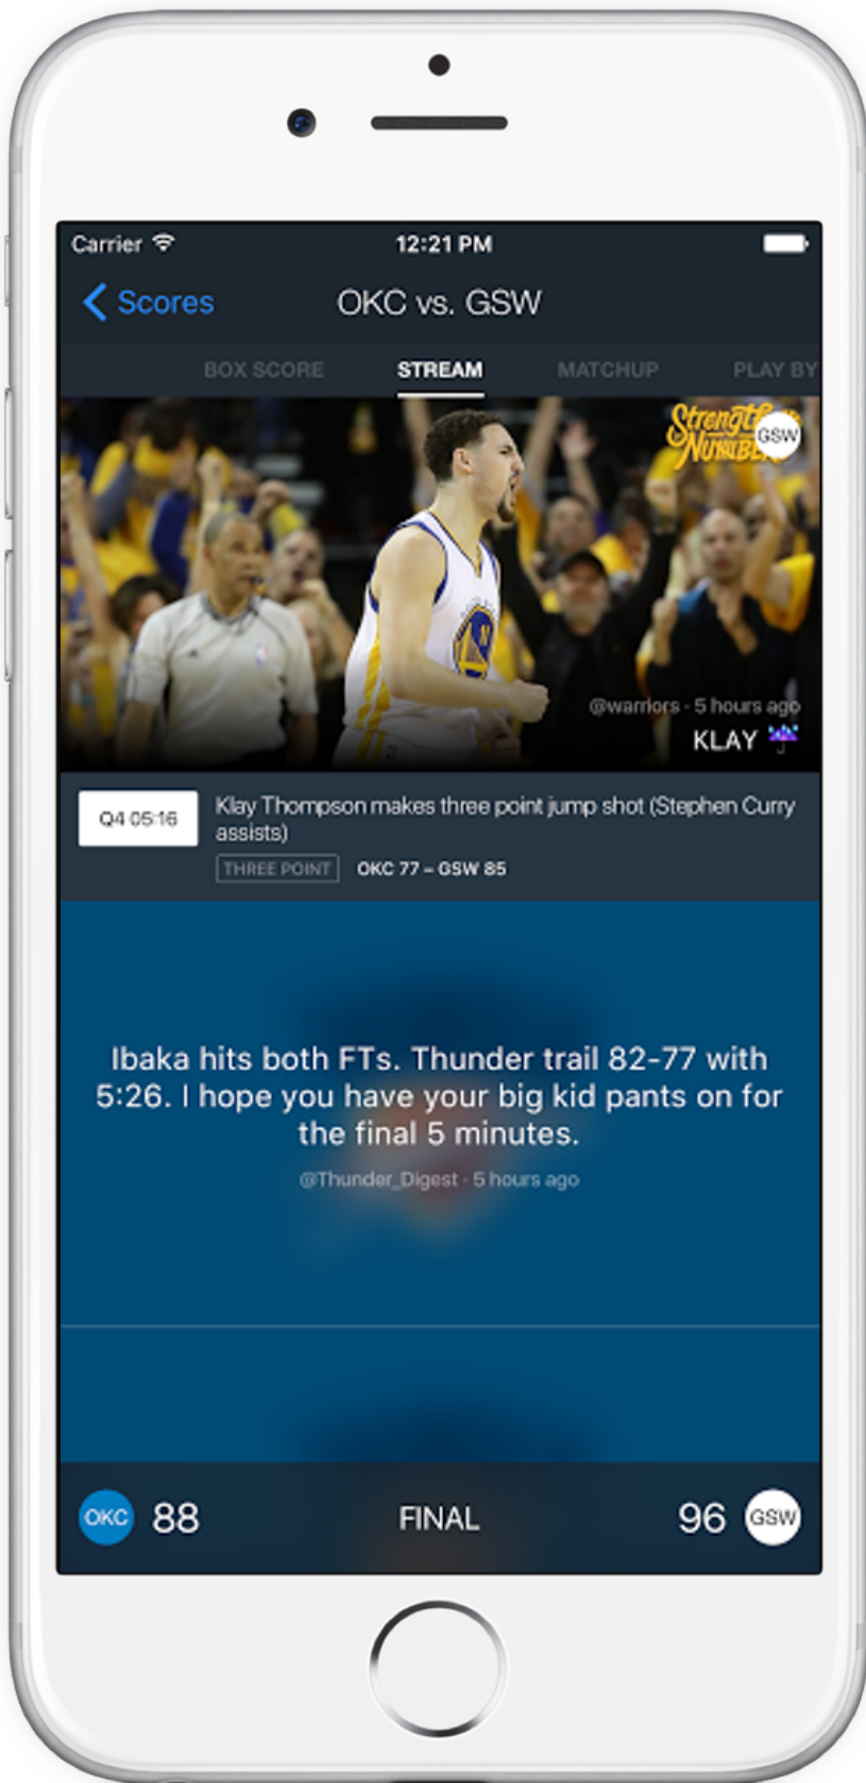 Carrier
12:21 PM
Scores
OKC vs. GSW
BOX SCORE
STREAM
MATCHUP
PLAY BY
GSW
@warriors · 5 hours ago
KLAY ☔
Q4 05:16
Klay Thompson makes three point jump shot (Stephen Curry
assists)
THREE POINT
OKC 77 – GSW 85
Ibaka hits both FTs. Thunder trail 82-77 with
5:26. I hope you have your big kid pants on for
the final 5 minutes.
@Thunder_Digest · 5 hours ago
OKC
88
FINAL
96
GSW